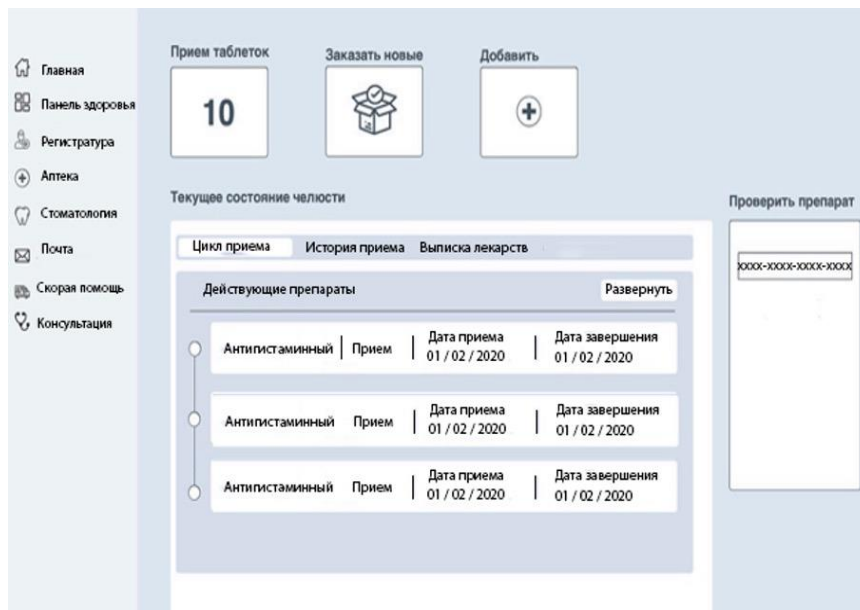 Главная
Панель здоровья
Регистратура
Аптека
Стоматология
Почта
Скорая помощь
Консультация
Прием таблеток
Заказать новые
Добавить
10
Текущее состояние челюсти
Цикл приема
История приема
Выписка лекарств
Действующие препараты
Развернуть
Антигистаминный
Прием
Дата приема
01 / 02 / 2020
Дата завершения
01 / 02 / 2020
Антигистаминный
Прием
Дата приема
01 / 02 / 2020
Дата завершения
01 / 02 / 2020
Антигистаминный
Прием
Дата приема
01 / 02 / 2020
Дата завершения
01 / 02 / 2020
Проверить препарат
xxxx-xxxx-xxxx-xxxx